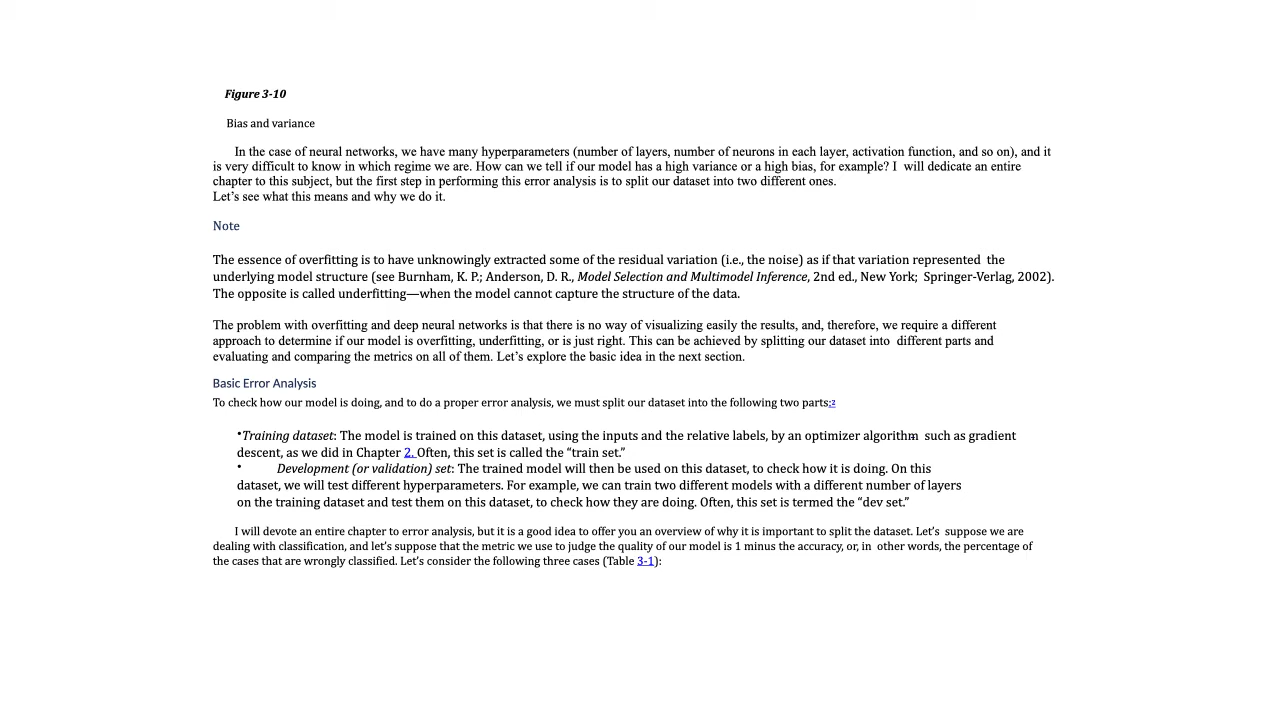 Figure 3-10
Bias and variance
In the case of neural networks, we have many hyperparameters (number of layers, number of neurons in each layer, activation function, and so on), and it
is very difficult to know in which regime we are. How can we tell if our model has a high variance or a high bias, for example? I will dedicate an entire
chapter to this subject, but the first step in performing this error analysis is to split our dataset into two different ones.
Let's see what this means and why we do it.
Note
The essence of overfitting is to have unknowingly extracted some of the residual variation (i.e., the noise) as if that variation represented the
underlying model structure (see Burnham, K. P.; Anderson, D. R., Model Selection and Multimodel Inference, 2nd ed., New York; Springer-Verlag, 2002).
The opposite is called underfitting—when the model cannot capture the structure of the data.
The problem with overfitting and deep neural networks is that there is no way of visualizing easily the results, and, therefore, we require a different
approach to determine if our model is overfitting, underfitting, or is just right. This can be achieved by splitting our dataset into different parts and
evaluating and comparing the metrics on all of them. Let's explore the basic idea in the next section.
Basic Error Analysis
To check how our model is doing, and to do a proper error analysis, we must split our dataset into the following two parts:2
•Training dataset: The model is trained on this dataset, using the inputs and the relative labels, by an optimizer algorithm such as gradient
descent, as we did in Chapter 2. Often, this set is called the "train set."
• Development (or validation) set: The trained model will then be used on this dataset, to check how it is doing. On this
dataset, we will test different hyperparameters. For example, we can train two different models with a different number of layers
on the training dataset and test them on this dataset, to check how they are doing. Often, this set is termed the "dev set."
I will devote an entire chapter to error analysis, but it is a good idea to offer you an overview of why it is important to split the dataset. Let's suppose we are
dealing with classification, and let's suppose that the metric we use to judge the quality of our model is 1 minus the accuracy, or, in other words, the percentage of
the cases that are wrongly classified. Let's consider the following three cases (Table 3-1):